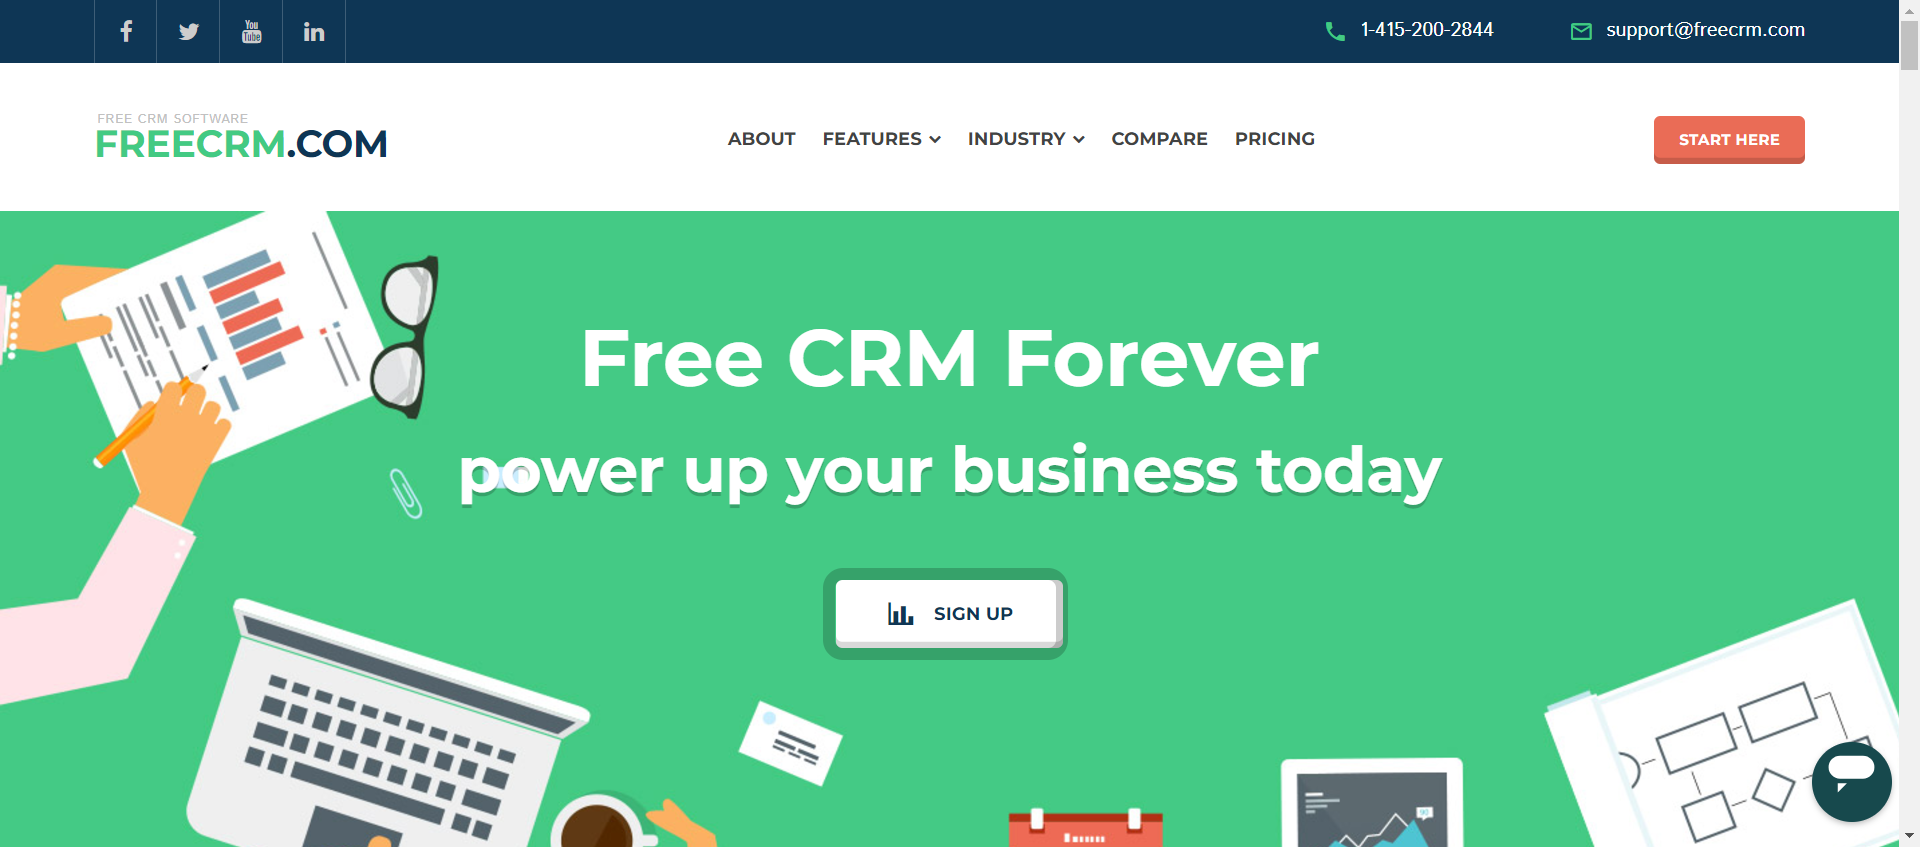 You
Tube
1-415-200-2844
support@freecrm.com
FREE CRM SOFTWARE
FREECRM.COM
ABOUT
FEATURES
INDUSTRY
COMPARE
PRICING
START HERE
Free CRM Forever
power up your business today
SIGN UP